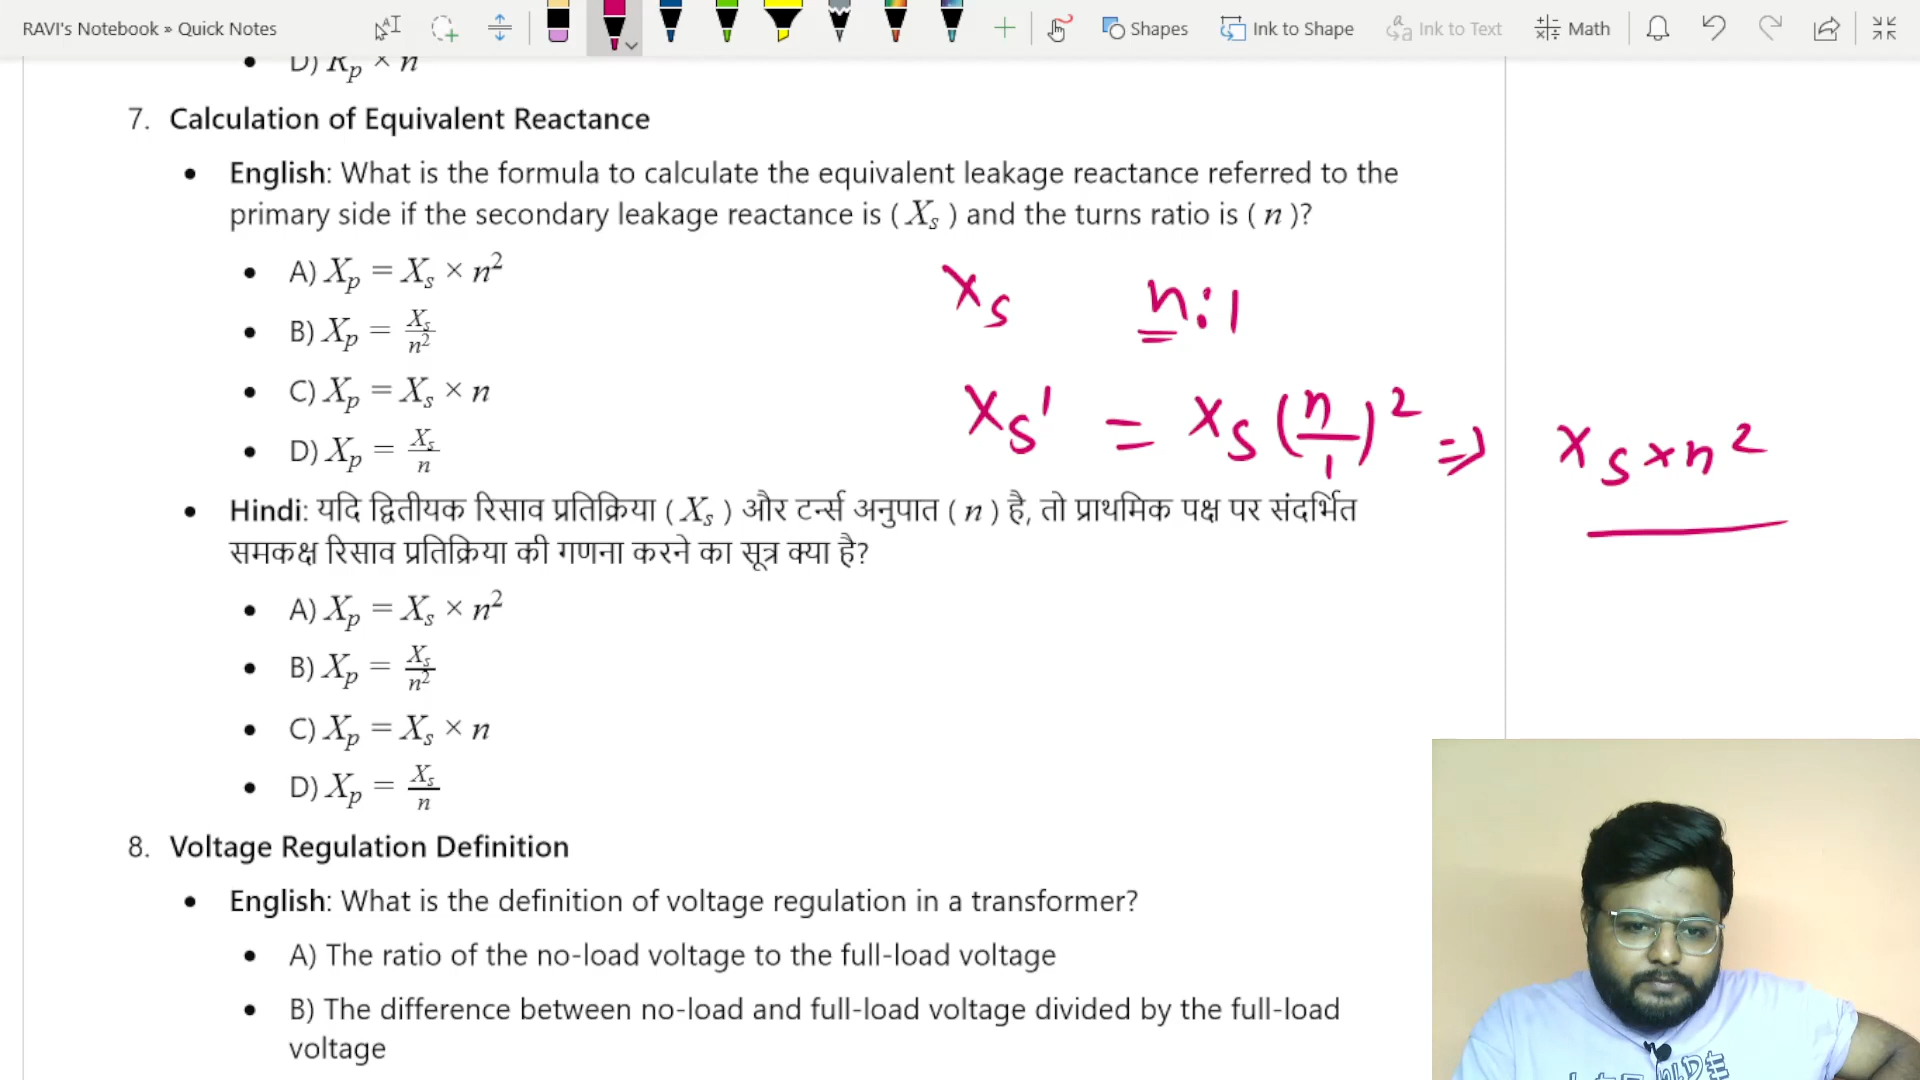 RAVI's Notebook » Quick Notes
Shapes
Ink to Shape
Ink to Text
Math
D) Rp × n
7. Calculation of Equivalent Reactance
• English: What is the formula to calculate the equivalent leakage reactance referred to the
primary side if the secondary leakage reactance is ( Xs ) and the turns ratio is ( n )?
• A) Xp = Xs × n²
• B) Xp = Xs/n²
• C) Xp = Xs × n
• D) Xp = Xs/n
xs n:1
xs' = xs (n/1)² => xs×n²
• Hindi: यदि द्वितीयक रिसाव प्रतिक्रिया ( Xs ) और टर्न्स अनुपात ( n ) है, तो प्राथमिक पक्ष पर संदर्भित
समकक्ष रिसाव प्रतिक्रिया की गणना करने का सूत्र क्या है?
• A) Xp = Xs × n²
• B) Xp = Xs/n²
• C) Xp = Xs × n
• D) Xp = Xs/n
8. Voltage Regulation Definition
• English: What is the definition of voltage regulation in a transformer?
• A) The ratio of the no-load voltage to the full-load voltage
• B) The difference between no-load and full-load voltage divided by the full-load
voltage